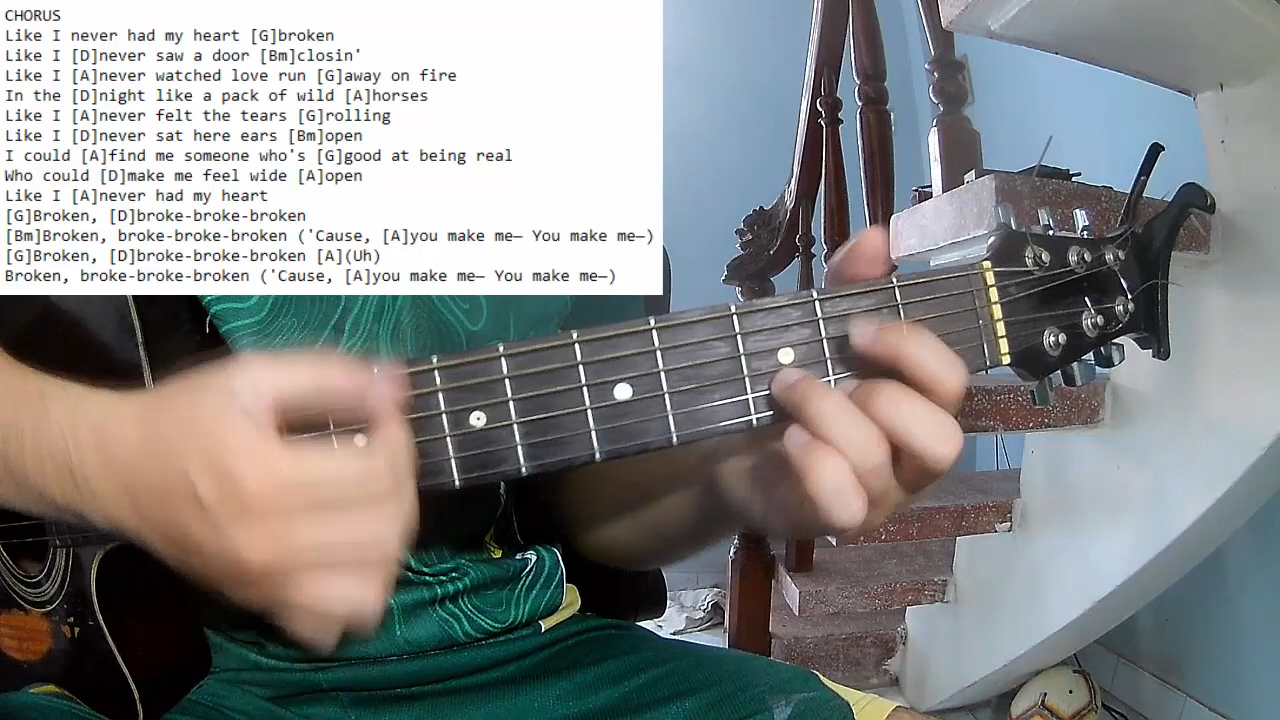 CHORUS
Like I never had my heart [G]broken
Like I [D]never saw a door [Bm]closin'
Like I [A]never watched love run [G]away on fire
In the [D]night like a pack of wild [A]horses
Like I [A]never felt the tears [G]rolling
Like I [D]never sat here ears [Bm]open
I could [A]find me someone who's [G]good at being real
Who could [D]make me feel wide [A]open
Like I [A]never had my heart
[G]Broken, [D]broke-broke-broken
[Bm]Broken, broke-broke-broken ('Cause, [A]you make me— You make me—)
[G]Broken, [D]broke-broke-broken [A](Uh)
Broken, broke-broke-broken ('Cause, [A]you make me— You make me—)